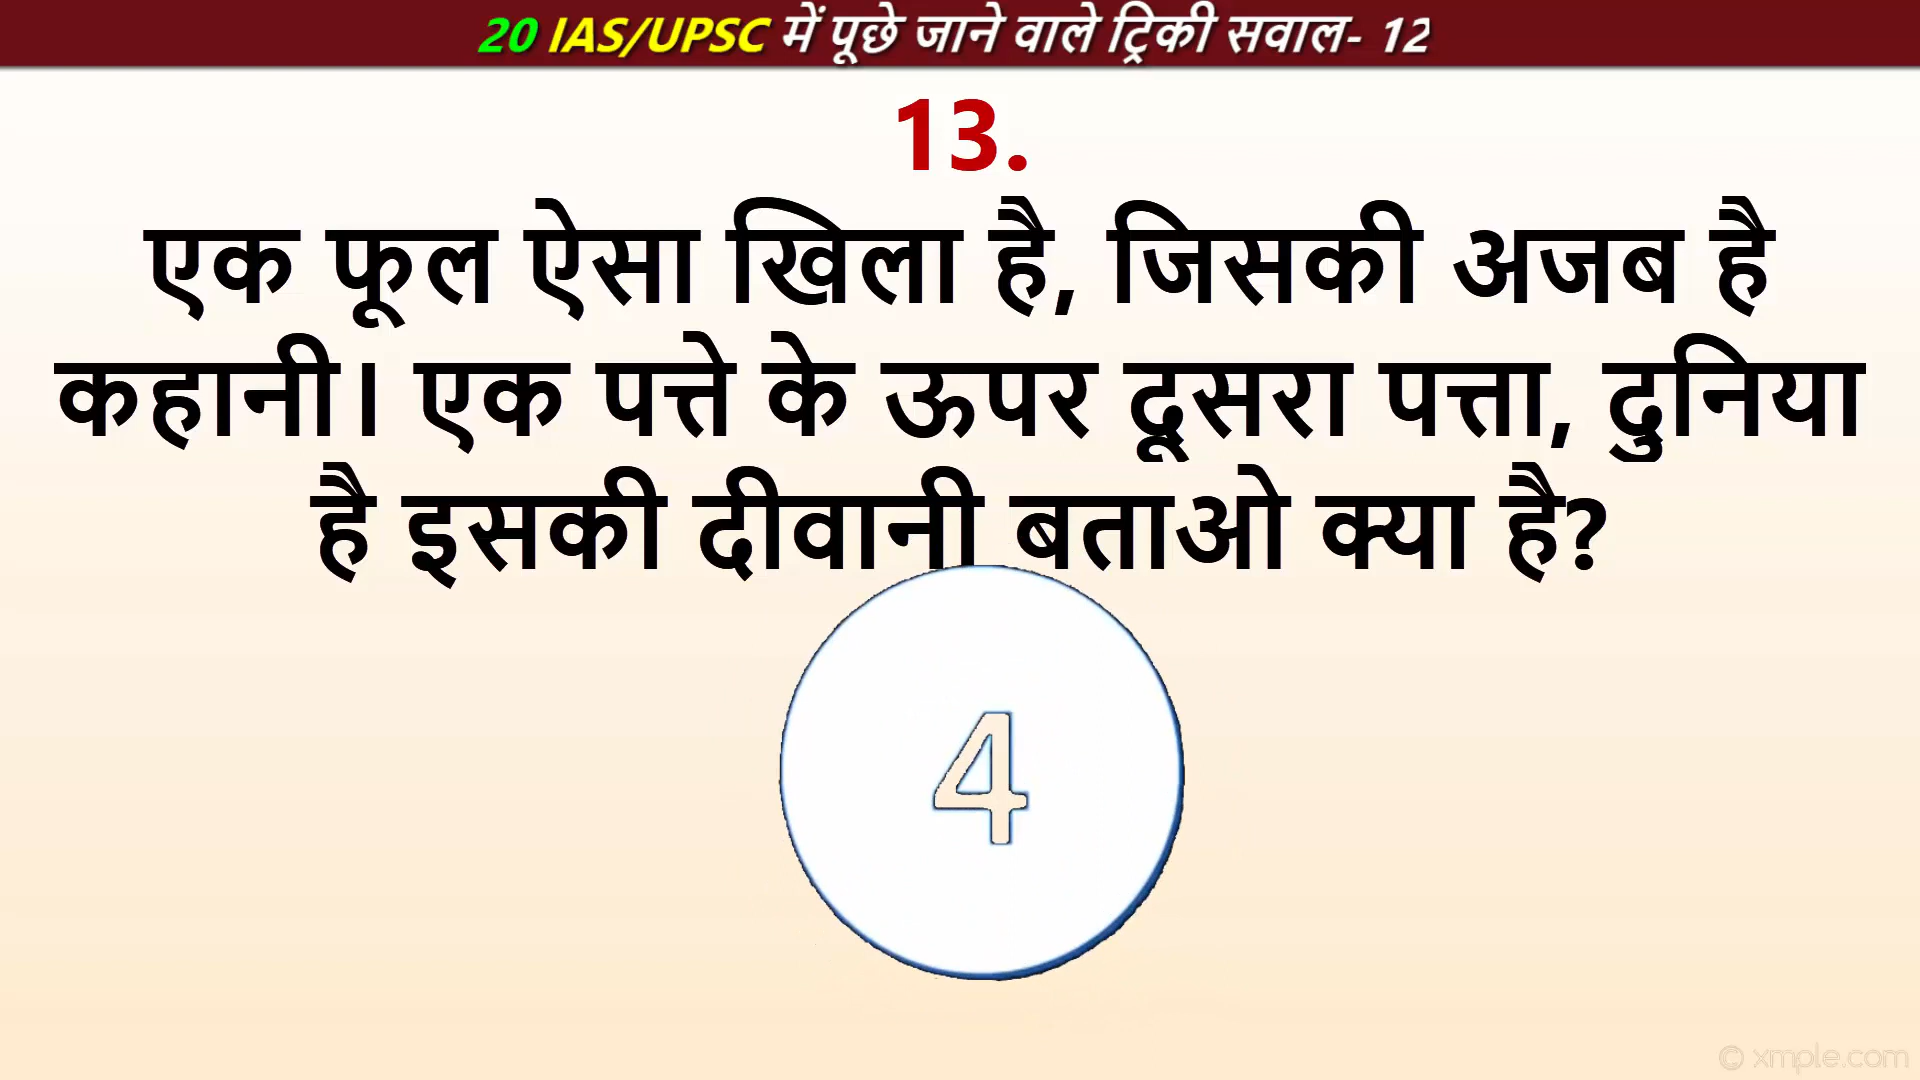 20 IAS/UPSC में पूछे जाने वाले ट्रिकी सवाल- 12
13.
एक फूल ऐसा खिला है, जिसकी अजब है
कहानी। एक पत्ते के ऊपर दूसरा पत्ता, दुनिया
है इसकी दीवानी बताओ क्या है?
4
© xmple.com